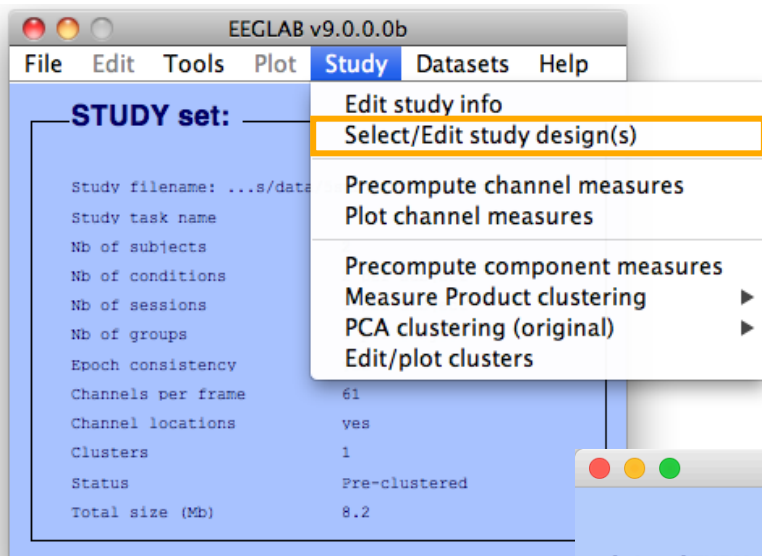 EEGLAB v9.0.0.0b
File Edit Tools Plot Study Datasets Help
STUDY set:
Edit study info
Select/Edit study design(s)
Precompute channel measures
Plot channel measures
Precompute component measures
Measure Product clustering
PCA clustering (original)
Edit/plot clusters
Study filename: ...s/data
Study task name
Nb of subjects
Nb of conditions
Nb of sessions
Nb of groups
Epoch consistency
Channels per frame 61
Channel locations yes
Clusters 1
Status Pre-clustered
Total size (Mb) 8.2